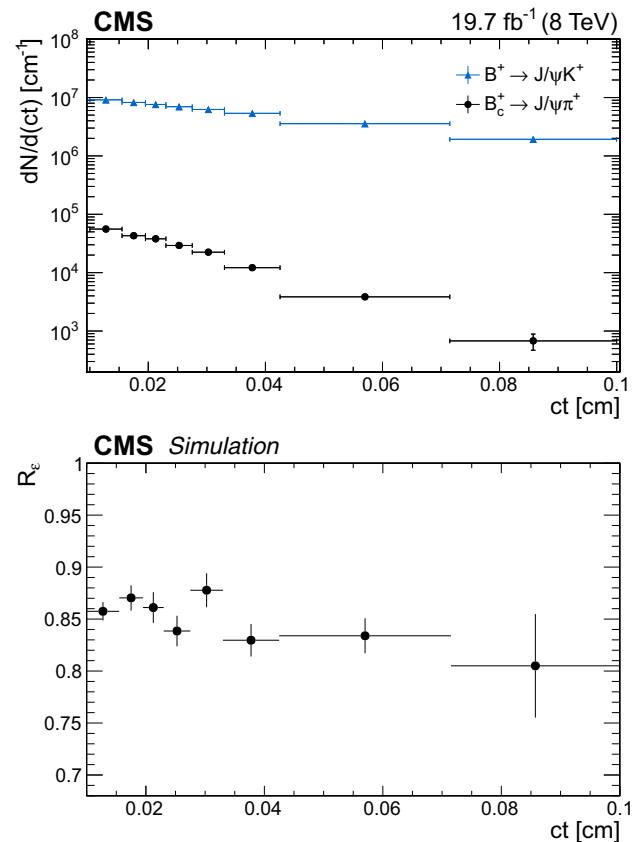 CMS 19.7 fb⁻¹ (8 TeV)
dN/d(ct) [cm⁻¹]
10⁸
10⁷
10⁶
10⁵
10⁴
10³
B⁺ → J/ψK⁺
B_c⁺ → J/ψπ⁺
0.02 0.04 0.06 0.08 0.1
ct [cm]
CMS Simulation
R_ε
1
0.95
0.9
0.85
0.8
0.75
0.7
0.02 0.04 0.06 0.08 0.1
ct [cm]